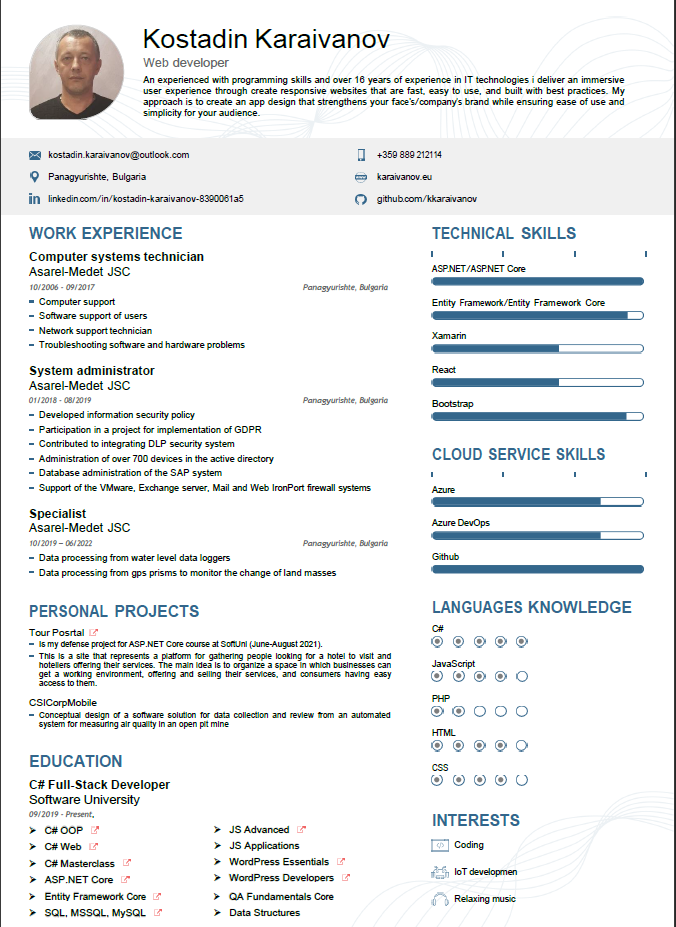 Kostadin Karaivanov
Web developer
An experienced with programming skills and over 16 years of experience in IT technologies i deliver an immersive
user experience through create responsive websites that are fast, easy to use, and built with best practices. My
approach is to create an app design that strengthens your face's/company's brand while ensuring ease of use and
simplicity for your audience.
kostadin.karaivanov@outlook.com
+359 889 212114
Panagyurishte, Bulgaria
karaivanov.eu
linkedin.com/in/kostadin-karaivanov-8390061a5
github.com/kkaraivanov
WORK EXPERIENCE
Computer systems technician
Asarel-Medet JSC
10/2006 - 09/2017 Panagyurishte, Bulgaria
Computer support
Software support of users
Network support technician
Troubleshooting software and hardware problems
System administrator
Asarel-Medet JSC
01/2018 - 08/2019 Panagyurishte, Bulgaria
Developed information security policy
Participation in a project for implementation of GDPR
Contributed to integrating DLP security system
Administration of over 700 devices in the active directory
Database administration of the SAP system
Support of the VMware, Exchange server, Mail and Web IronPort firewall systems
Specialist
Asarel-Medet JSC
10/2019 – 06/2022 Panagyurishte, Bulgaria
Data processing from water level data loggers
Data processing from gps prisms to monitor the change of land masses
PERSONAL PROJECTS
Tour Posrtal
Is my defense project for ASP.NET Core course at SoftUni (June-August 2021).
This is a site that represents a platform for gathering people looking for a hotel to visit and
hoteliers offering their services. The main idea is to organize a space in which businesses can
get a working environment, offering and selling their services, and consumers having easy
access to them.
CSICorpMobile
Conceptual design of a software solution for data collection and review from an automated
system for measuring air quality in an open pit mine
EDUCATION
C# Full-Stack Developer
Software University
09/2019 - Present,
C# OOP
C# Web
C# Masterclass
ASP.NET Core
Entity Framework Core
SQL, MSSQL, MySQL
JS Advanced
JS Applications
WordPress Essentials
WordPress Developers
QA Fundamentals Core
Data Structures
TECHNICAL SKILLS
ASP.NET/ASP.NET Core
Entity Framework/Entity Framework Core
Xamarin
React
Bootstrap
CLOUD SERVICE SKILLS
Azure
Azure DevOps
Github
LANGUAGES KNOWLEDGE
C#
JavaScript
PHP
HTML
CSS
INTERESTS
Coding
IoT developmen
Relaxing music